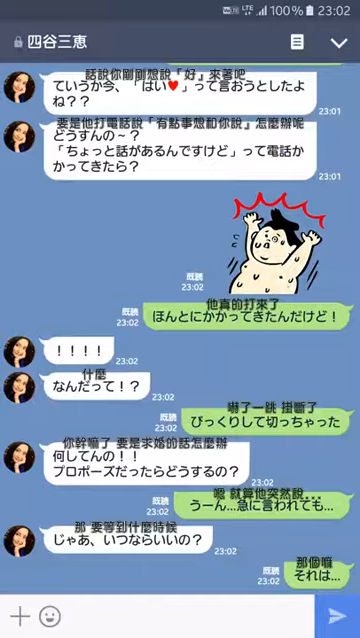 LTE 100% 23:02
四谷三恵
話說你剛剛想說「好」來著吧
ていうか今、「はい♥」って言おうとしたよ
ね??
23:01
要是他打電話說「有點事想和你說」怎麼辦呢
どうすんの～?
「ちょっと話があるんですけど」って電話か
かってきたら?
23:01
既読
23:02
他真的打來了
既読
23:02
ほんとにかかってきたんだけど!
!!!!
23:02
什麼
なんだって!?
23:02
嚇了一跳 掛斷了
既読
23:02
びっくりして切っちゃった
你幹嘛了 要是求婚的話怎麼辦
何してんの!!
プロポーズだったらどうするの?
23:02
嗯 就算他突然說...
既読
23:02
うーん...急に言われても...
那 要等到什麼時候
じゃあ、いつならいいの?
23:02
那個嘛
既読
23:02
それは...